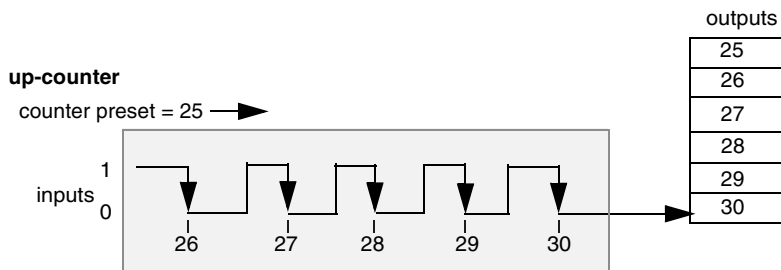 outputs
25
26
27
28
29
30
up-counter
counter preset = 25
1
inputs
0
26 27 28 29 30